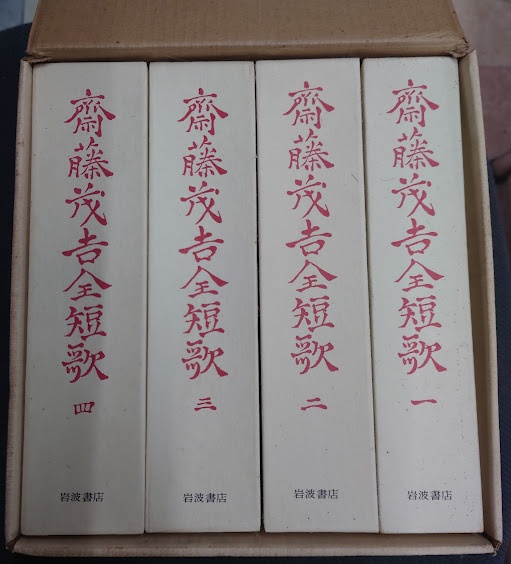 齋藤茂吉全短歌 一
岩波書店
齋藤茂吉全短歌 二
岩波書店
齋藤茂吉全短歌 三
岩波書店
齋藤茂吉全短歌 四
岩波書店